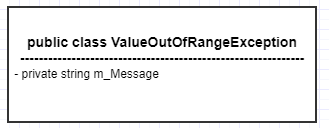 public class ValueOutOfRangeException
- private string m_Message